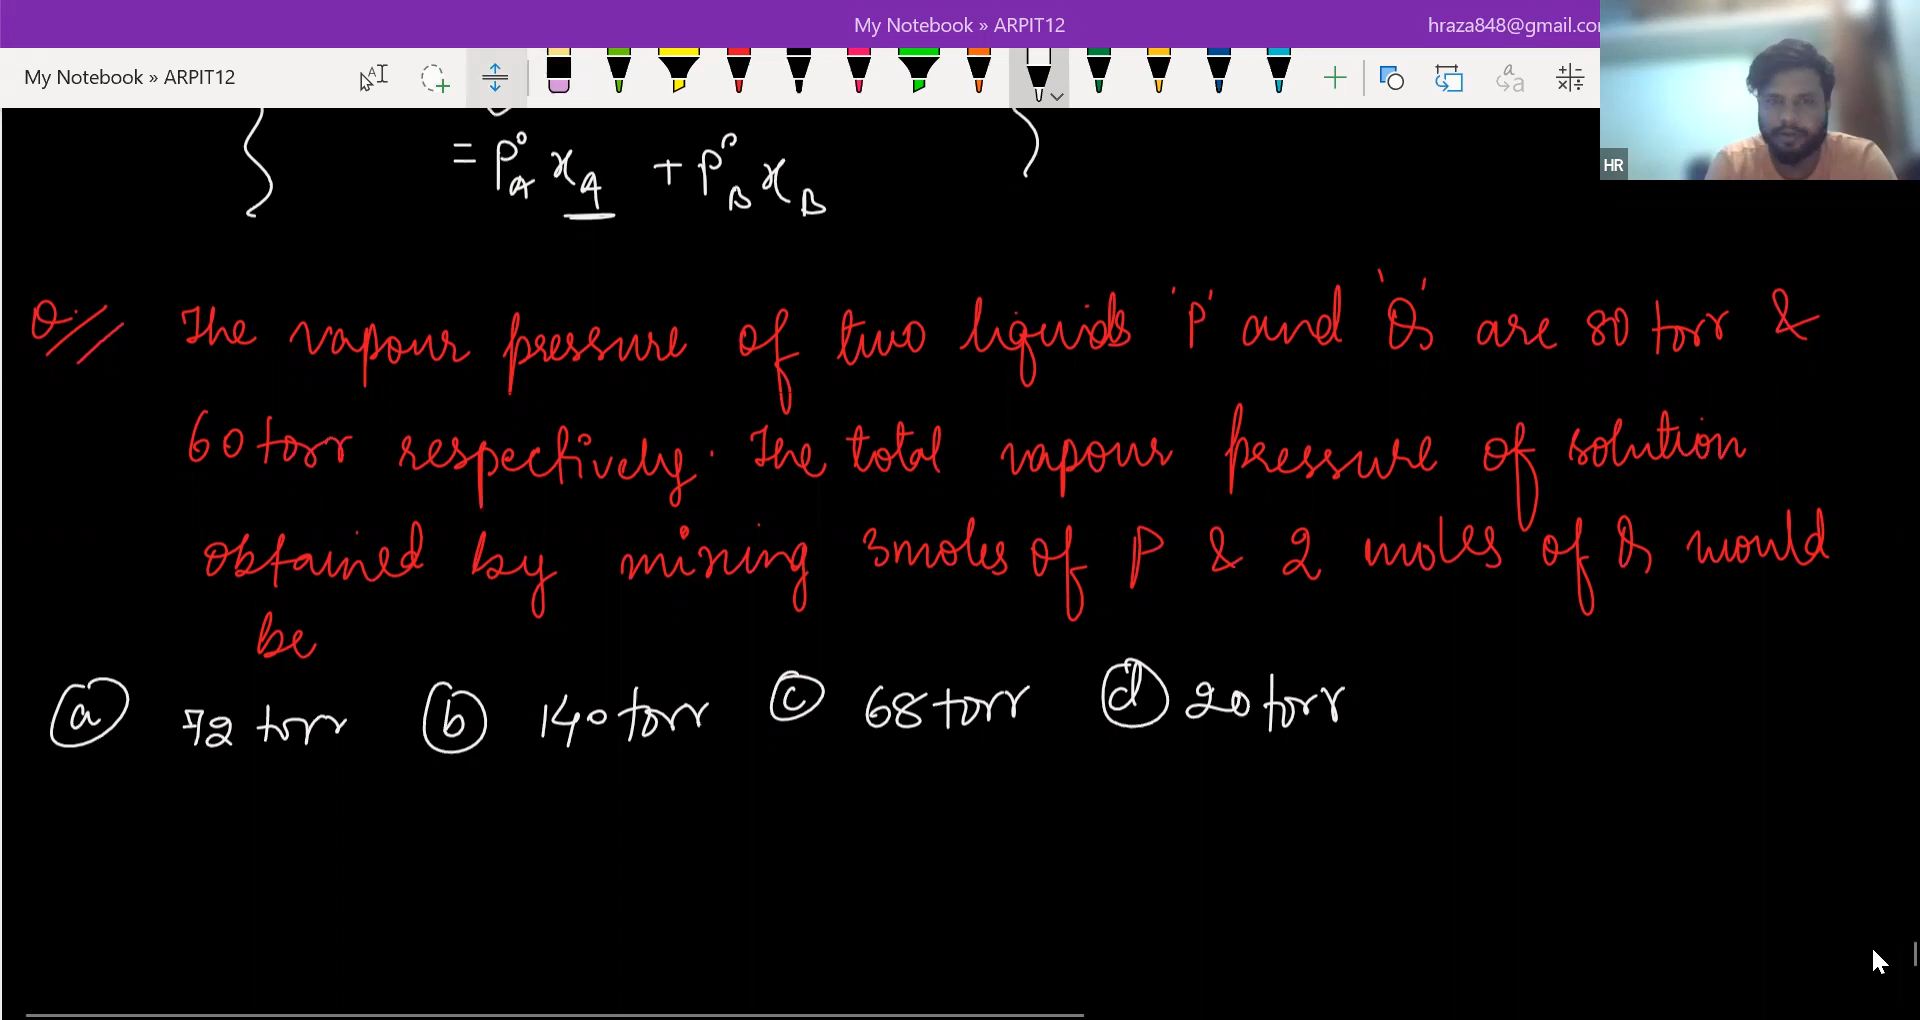 My Notebook » ARPIT12
hraza848@gmail.co
My Notebook » ARPIT12
HR
= P°A xA + P°B xB
Q.// The vapour pressure of two liquids 'P' and 'Q' are 80 torr &
60 torr respectively. The total vapour pressure of solution
obtained by mixing 3 moles of P & 2 moles of Q would
be
(a) 72 torr (b) 140 torr (c) 68 torr (d) 20 torr